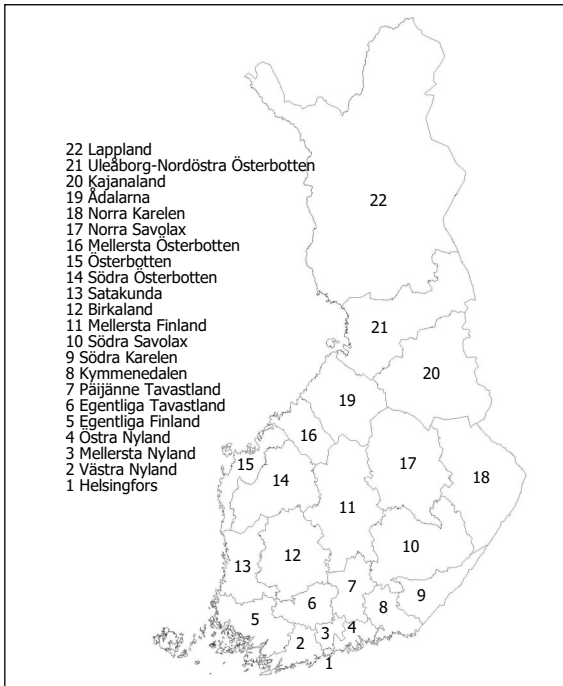 22 Lappland
21 Uleåborg-Nordöstra Österbotten
20 Kajanaland
19 Ådalarna
18 Norra Karelen
17 Norra Savolax
16 Mellersta Österbotten
15 Österbotten
14 Södra Österbotten
13 Satakunda
12 Birkaland
11 Mellersta Finland
10 Södra Savolax
9 Södra Karelen
8 Kymmenedalen
7 Päijänne Tavastland
6 Egentliga Tavastland
5 Egentliga Finland
4 Östra Nyland
3 Mellersta Nyland
2 Västra Nyland
1 Helsingfors
22
21
20
19
16
15
17
18
14
11
10
12
13
7
9
6
8
5
4
3
2
1